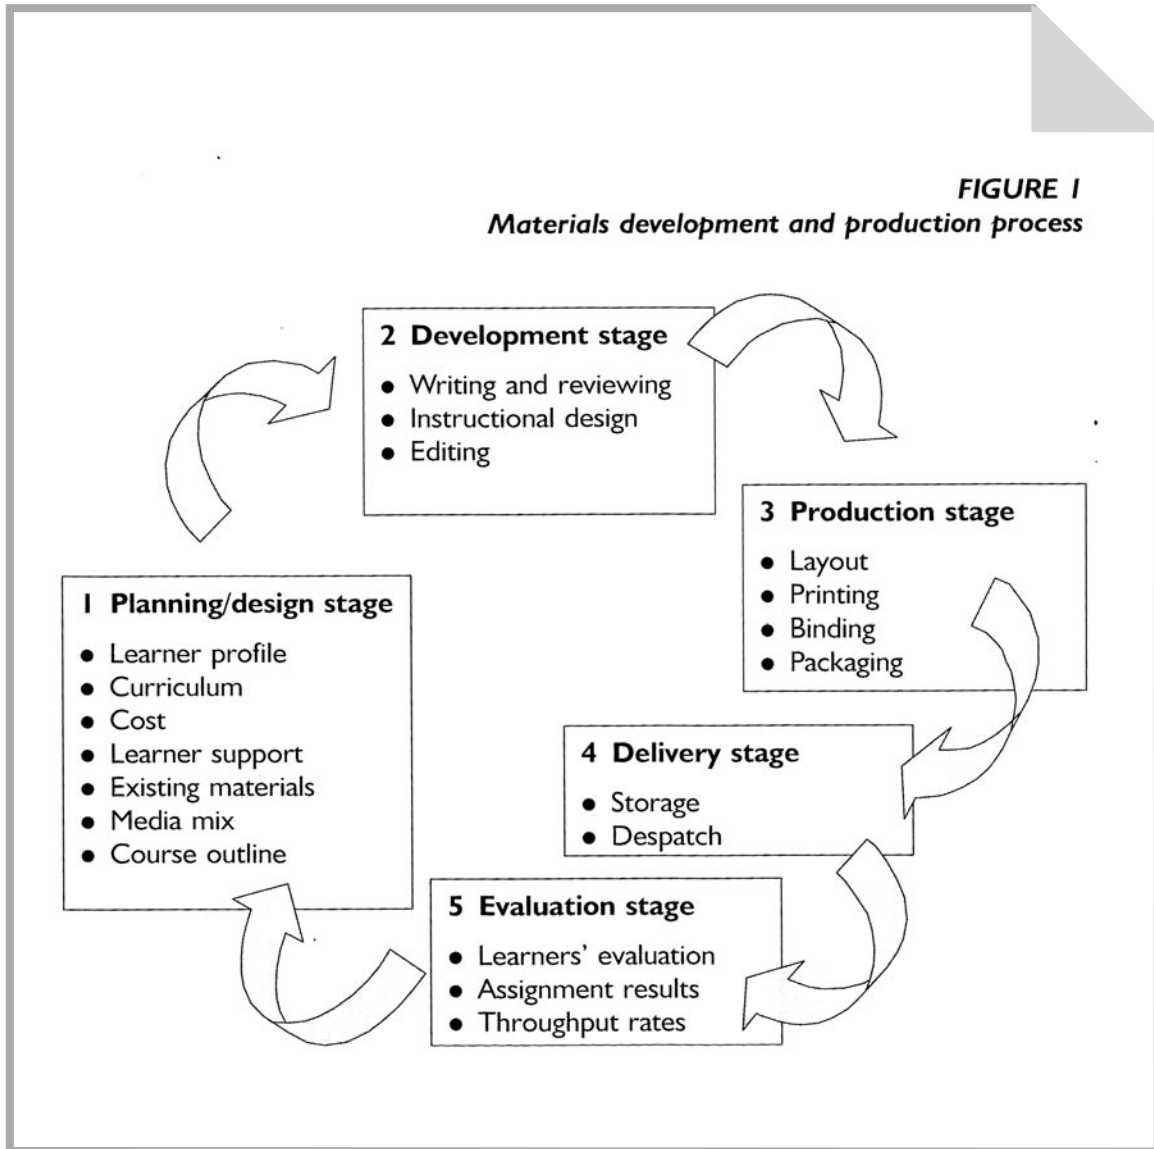 FIGURE 1
Materials development and production process
2 Development stage
● Writing and reviewing
● Instructional design
● Editing
3 Production stage
● Layout
● Printing
● Binding
● Packaging
1 Planning/design stage
● Learner profile
● Curriculum
● Cost
● Learner support
● Existing materials
● Media mix
● Course outline
4 Delivery stage
● Storage
● Despatch
5 Evaluation stage
● Learners’ evaluation
● Assignment results
● Throughput rates